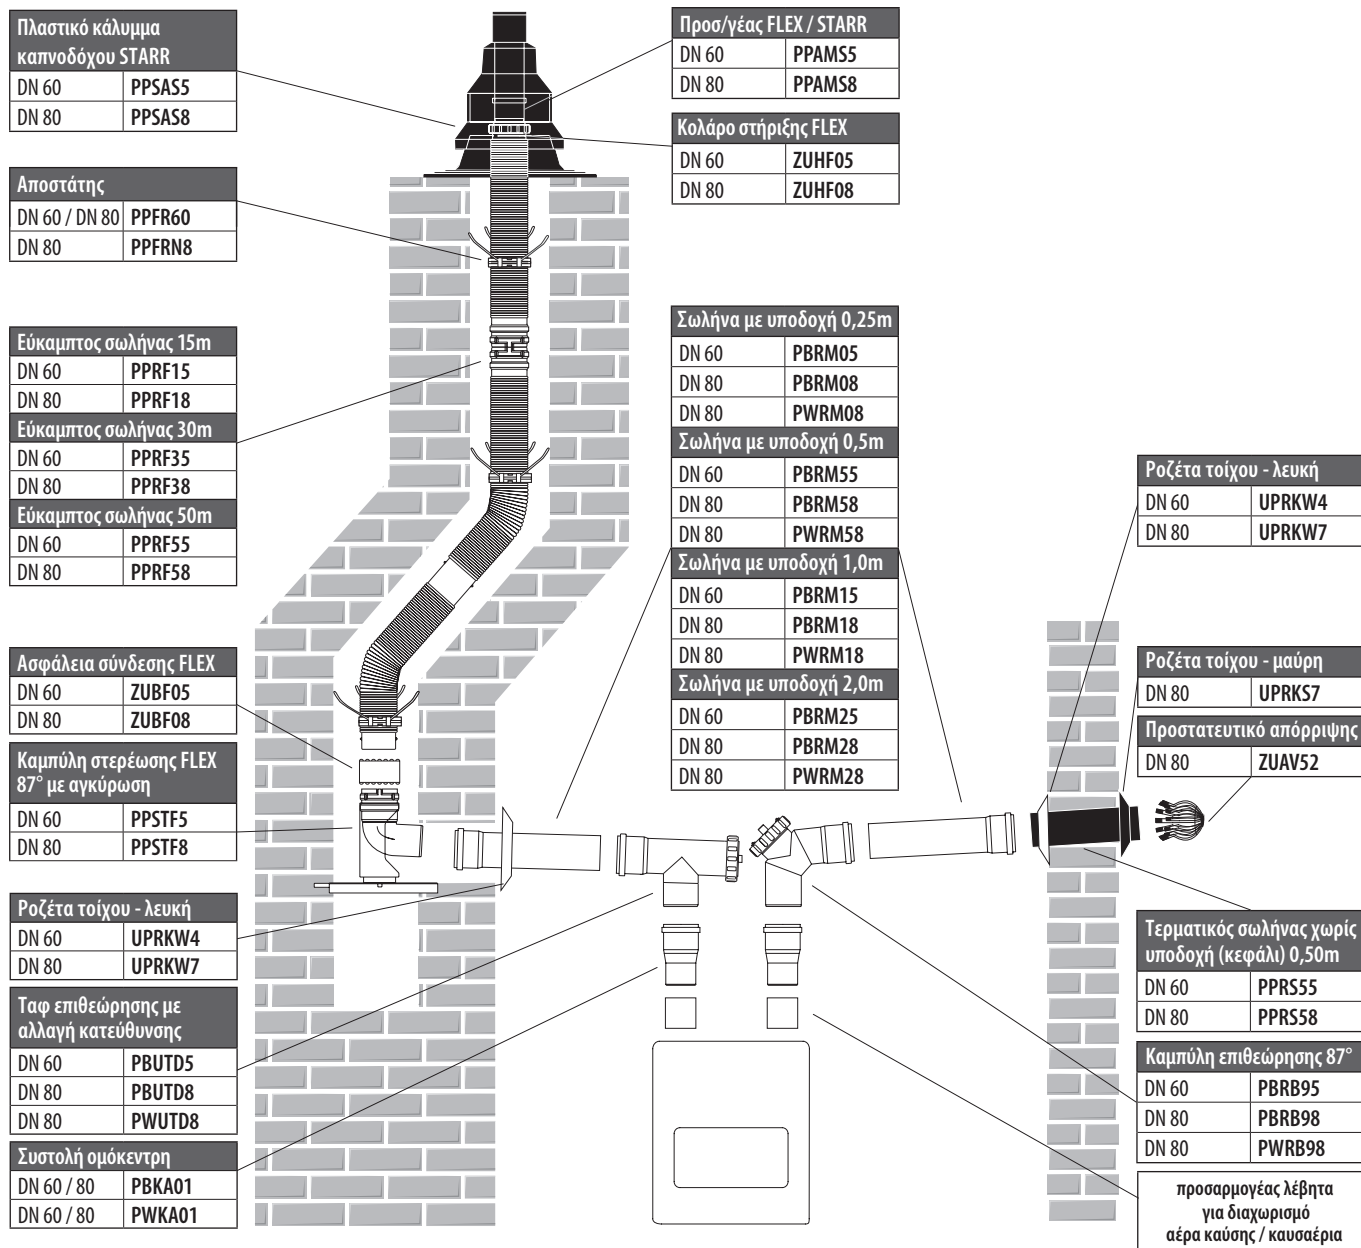 Πλαστικό κάλυμμα
καπνοδόχου STARR
DN 60 PPSAS5
DN 80 PPSAS8
Αποστάτης
DN 60 / DN 80 PPFR60
DN 80 PPFRN8
Εύκαμπτος σωλήνας 15m
DN 60 PPRF15
DN 80 PPRF18
Εύκαμπτος σωλήνας 30m
DN 60 PPRF35
DN 80 PPRF38
Εύκαμπτος σωλήνας 50m
DN 60 PPRF55
DN 80 PPRF58
Ασφάλεια σύνδεσης FLEX
DN 60 ZUBF05
DN 80 ZUBF08
Καμπύλη στερέωσης FLEX
87° με αγκύρωση
DN 60 PPSTF5
DN 80 PPSTF8
Ροζέτα τοίχου - λευκή
DN 60 UPRKW4
DN 80 UPRKW7
Ταφ επιθεώρησης με
αλλαγή κατεύθυνσης
DN 60 PBUTD5
DN 80 PBUTD8
DN 80 PWUTD8
Συστολή ομόκεντρη
DN 60 / 80 PBKA01
DN 60 / 80 PWKA01
Προσ/γέας FLEX / STARR
DN 60 PPAMS5
DN 80 PPAMS8
Κολάρο στήριξης FLEX
DN 60 ZUHF05
DN 80 ZUHF08
Σωλήνα με υποδοχή 0,25m
DN 60 PBRM05
DN 80 PBRM08
DN 80 PWRM08
Σωλήνα με υποδοχή 0,5m
DN 60 PBRM55
DN 80 PBRM58
DN 80 PWRM58
Σωλήνα με υποδοχή 1,0m
DN 60 PBRM15
DN 80 PBRM18
DN 80 PWRM18
Σωλήνα με υποδοχή 2,0m
DN 60 PBRM25
DN 80 PBRM28
DN 80 PWRM28
Ροζέτα τοίχου - λευκή
DN 60 UPRKW4
DN 80 UPRKW7
Ροζέτα τοίχου - μαύρη
DN 80 UPRKS7
Προστατευτικό απόρριψης
DN 80 ZUAV52
Τερματικός σωλήνας χωρίς
υποδοχή (κεφάλι) 0,50m
DN 60 PPRS55
DN 80 PPRS58
Καμπύλη επιθεώρησης 87°
DN 60 PBRB95
DN 80 PBRB98
DN 80 PWRB98
προσαρμογέας λέβητα
για διαχωρισμό
αέρα καύσης / καυσαέρια